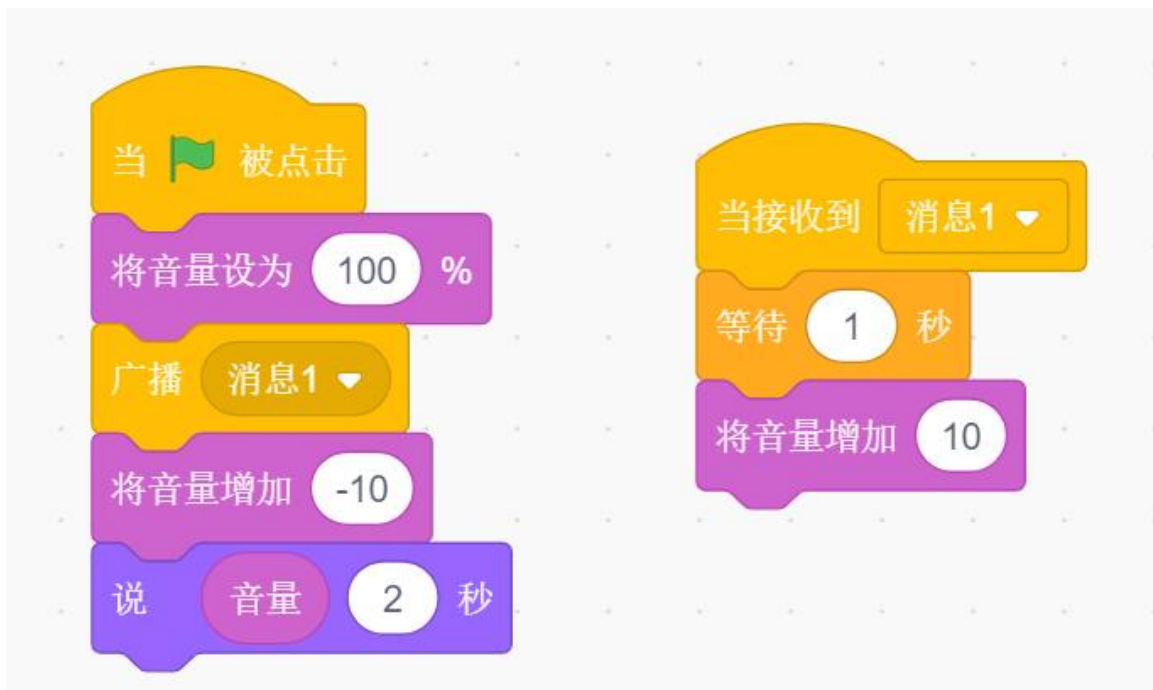 当 被点击
将音量设为 100 %
广播 消息1
将音量增加 -10
说 音量 2 秒
当接收到 消息1
等待 1 秒
将音量增加 10